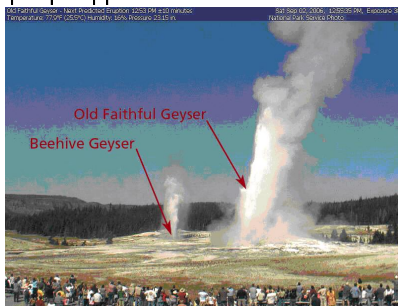 Old Faithful Geyser - Next Predicted Eruption 12:53 PM ±10 minutes
Sat Sep 02, 2006, 12:55:35 PM, Exposure
Temperature: 77.9°F (25.5°C) Humidity: 16% Pressure 23.15 in.
National Park Service Photo
Old Faithful Geyser
Beehive Geyser